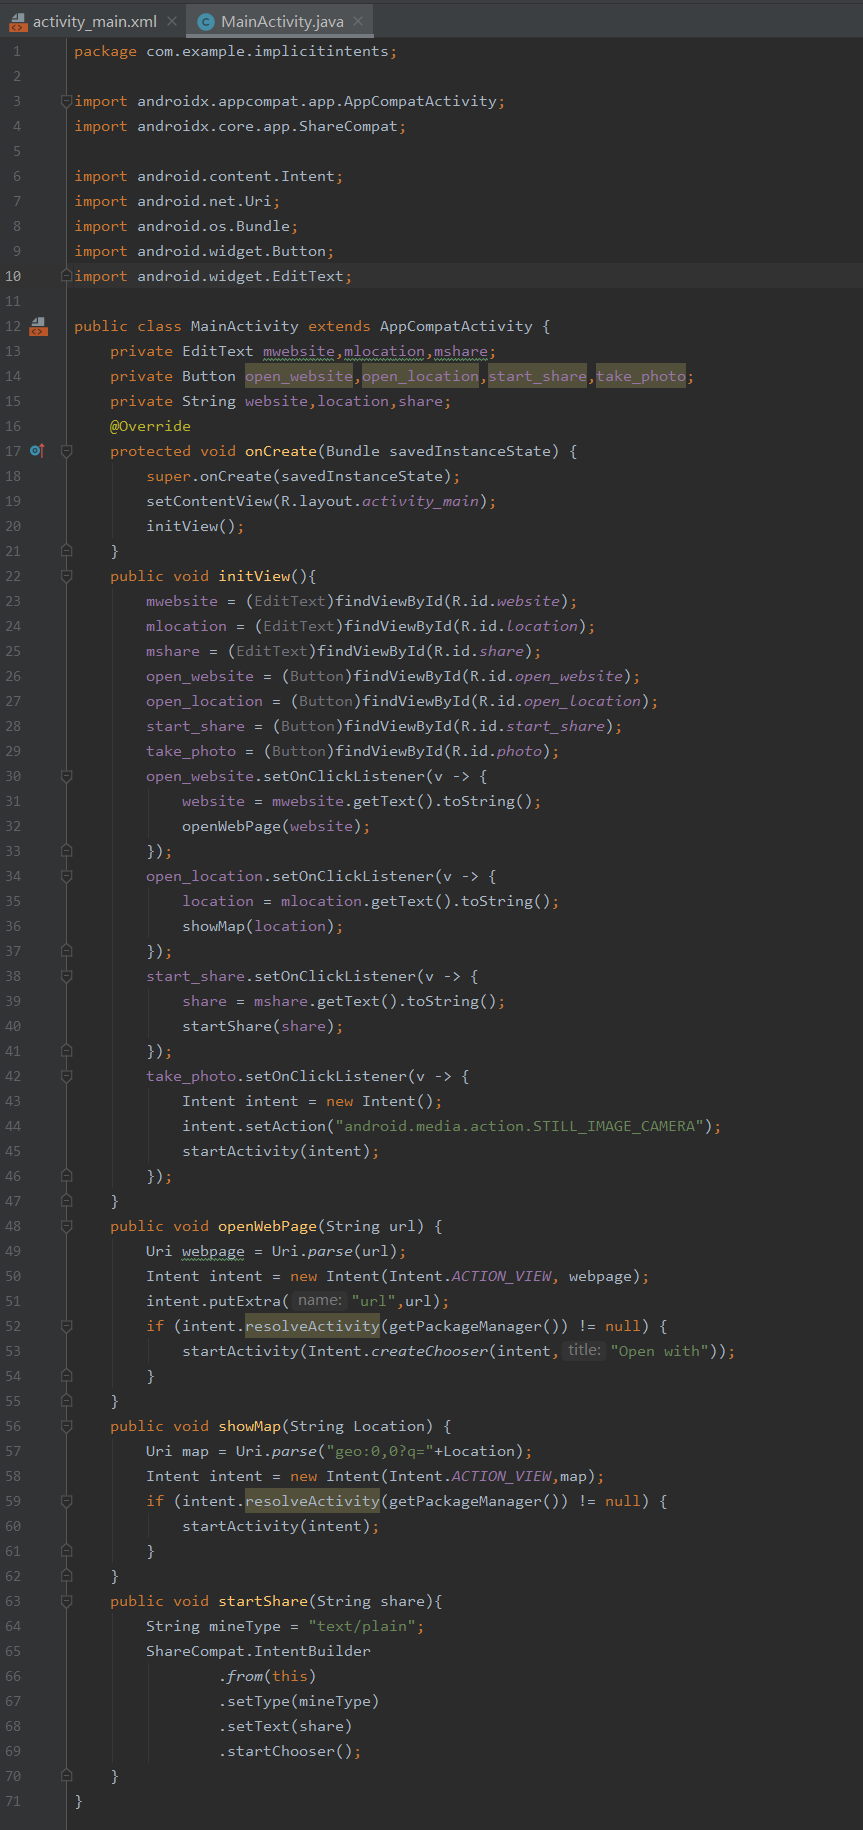 activity_main.xml × MainActivity.java ×
1 package com.example.implicitintents;
2
3 import androidx.appcompat.app.AppCompatActivity;
4 import androidx.core.app.ShareCompat;
5
6 import android.content.Intent;
7 import android.net.Uri;
8 import android.os.Bundle;
9 import android.widget.Button;
10 import android.widget.EditText;
11
12 public class MainActivity extends AppCompatActivity {
13     private EditText mwebsite,mlocation,mshare;
14     private Button open_website,open_location,start_share,take_photo;
15     private String website,location,share;
16     @Override
17     protected void onCreate(Bundle savedInstanceState) {
18         super.onCreate(savedInstanceState);
19         setContentView(R.layout.activity_main);
20         initView();
21     }
22     public void initView(){
23         mwebsite = (EditText)findViewById(R.id.website);
24         mlocation = (EditText)findViewById(R.id.location);
25         mshare = (EditText)findViewById(R.id.share);
26         open_website = (Button)findViewById(R.id.open_website);
27         open_location = (Button)findViewById(R.id.open_location);
28         start_share = (Button)findViewById(R.id.start_share);
29         take_photo = (Button)findViewById(R.id.photo);
30         open_website.setOnClickListener(v -> {
31             website = mwebsite.getText().toString();
32             openWebPage(website);
33         });
34         open_location.setOnClickListener(v -> {
35             location = mlocation.getText().toString();
36             showMap(location);
37         });
38         start_share.setOnClickListener(v -> {
39             share = mshare.getText().toString();
40             startShare(share);
41         });
42         take_photo.setOnClickListener(v -> {
43             Intent intent = new Intent();
44             intent.setAction("android.media.action.STILL_IMAGE_CAMERA");
45             startActivity(intent);
46         });
47     }
48     public void openWebPage(String url) {
49         Uri webpage = Uri.parse(url);
50         Intent intent = new Intent(Intent.ACTION_VIEW, webpage);
51         intent.putExtra( name: "url",url);
52         if (intent.resolveActivity(getPackageManager()) != null) {
53             startActivity(Intent.createChooser(intent, title: "Open with"));
54         }
55     }
56     public void showMap(String Location) {
57         Uri map = Uri.parse("geo:0,0?q="+Location);
58         Intent intent = new Intent(Intent.ACTION_VIEW,map);
59         if (intent.resolveActivity(getPackageManager()) != null) {
60             startActivity(intent);
61         }
62     }
63     public void startShare(String share){
64         String mineType = "text/plain";
65         ShareCompat.IntentBuilder
66                 .from(this)
67                 .setType(mineType)
68                 .setText(share)
69                 .startChooser();
70     }
71 }